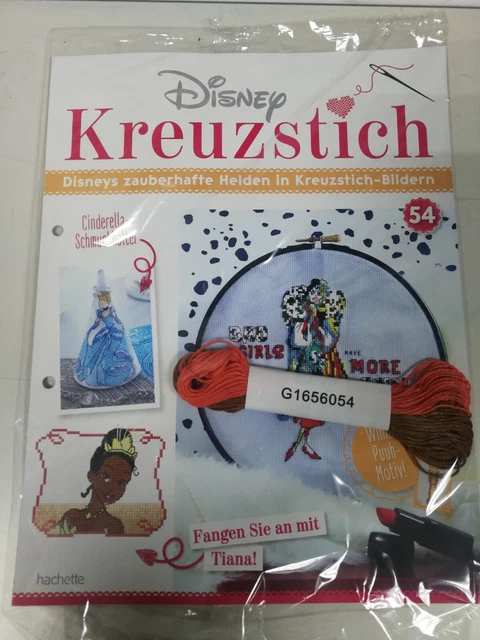 Disney
Kreuzstich
Disneys zauberhafte Helden in Kreuzstich-Bildern
54
Cinderella-
BAD
GIRLS
HAVE
MORE
G1656054
Pooh-
Motiv!
Fangen Sie an mit
Tiana!
hachette